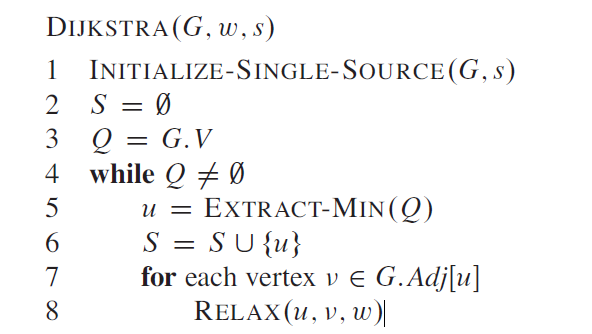 DIJKSTRA(G, w, s)
1 INITIALIZE-SINGLE-SOURCE(G, s)
2 S = ∅
3 Q = G.V
4 while Q ≠ ∅
5 u = EXTRACT-MIN(Q)
6 S = S ∪ {u}
7 for each vertex v ∈ G.Adj[u]
8 RELAX(u, v, w)